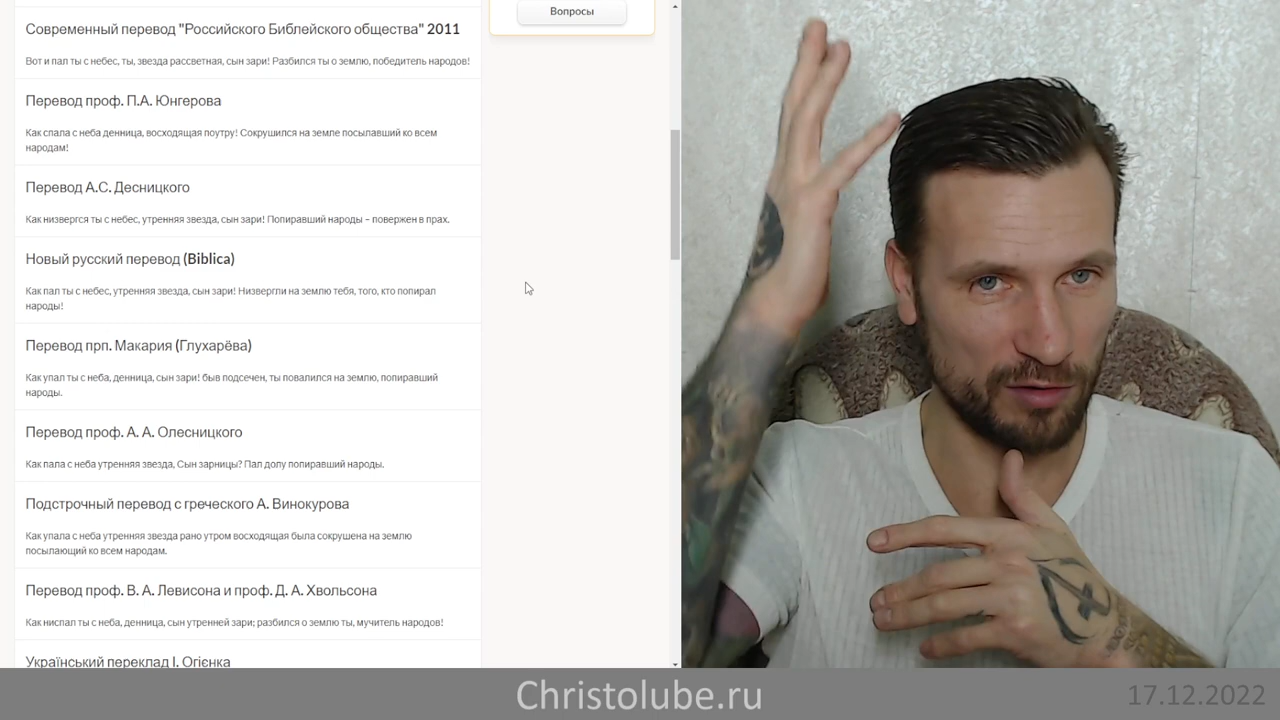 Вопросы
Современный перевод "Российского Библейского общества" 2011
Вот и пал ты с небес, ты, звезда рассветная, сын зари! Разбился ты о землю, победитель народов!
Перевод проф. П.А. Юнгерова
Как спала с неба денница, восходящая поутру! Сокрушился на земле посылавший ко всем
народам!
Перевод А.С. Десницкого
Как низвергся ты с небес, утренняя звезда, сын зари! Попиравший народы – повержен в прах.
Новый русский перевод (Biblica)
Как пал ты с небес, утренняя звезда, сын зари! Низвергли на землю тебя, того, кто попирал
народы!
Перевод прп. Макария (Глухарёва)
Как упал ты с неба, денница, сын зари! быв подсечен, ты повалился на землю, попиравший
народы.
Перевод проф. А. А. Олесницкого
Как пала с неба утренняя звезда, Сын зарницы? Пал долу попиравший народы.
Подстрочный перевод с греческого А. Винокурова
Как упала с неба утренняя звезда рано утром восходящая была сокрушена на землю
посылающий ко всем народам.
Перевод проф. В. А. Левисона и проф. Д. А. Хвольсона
Как ниспал ты с неба, денница, сын утренней зари; разбился о землю ты, мучитель народов!
Український переклад І. Огієнка
Christolube.ru
17.12.2022